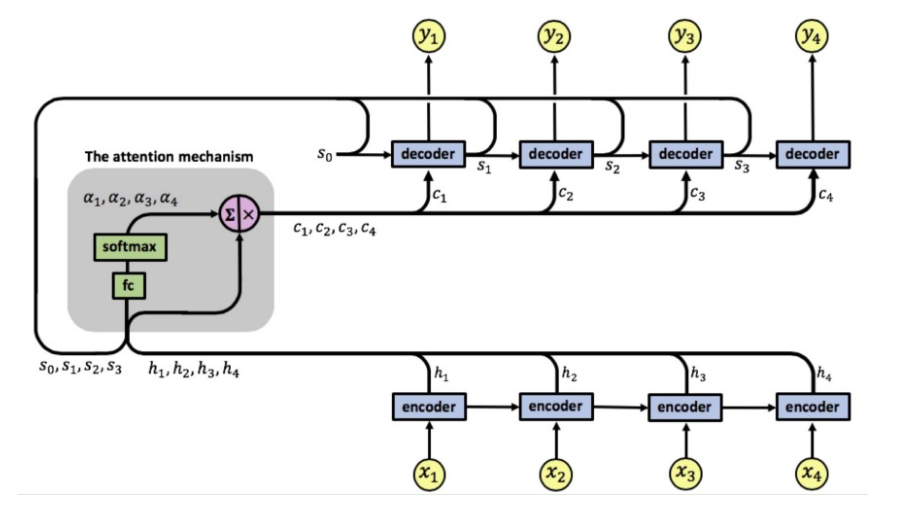 y₁ y₂ y₃ y₄
The attention mechanism
s₀ decoder s₁ decoder s₂ decoder s₃ decoder
α₁, α₂, α₃, α₄
c₁ c₂ c₃ c₄
Σ ×
c₁, c₂, c₃, c₄
softmax
fc
s₀, s₁, s₂, s₃ h₁, h₂, h₃, h₄
h₁ h₂ h₃ h₄
encoder encoder encoder encoder
x₁ x₂ x₃ x₄